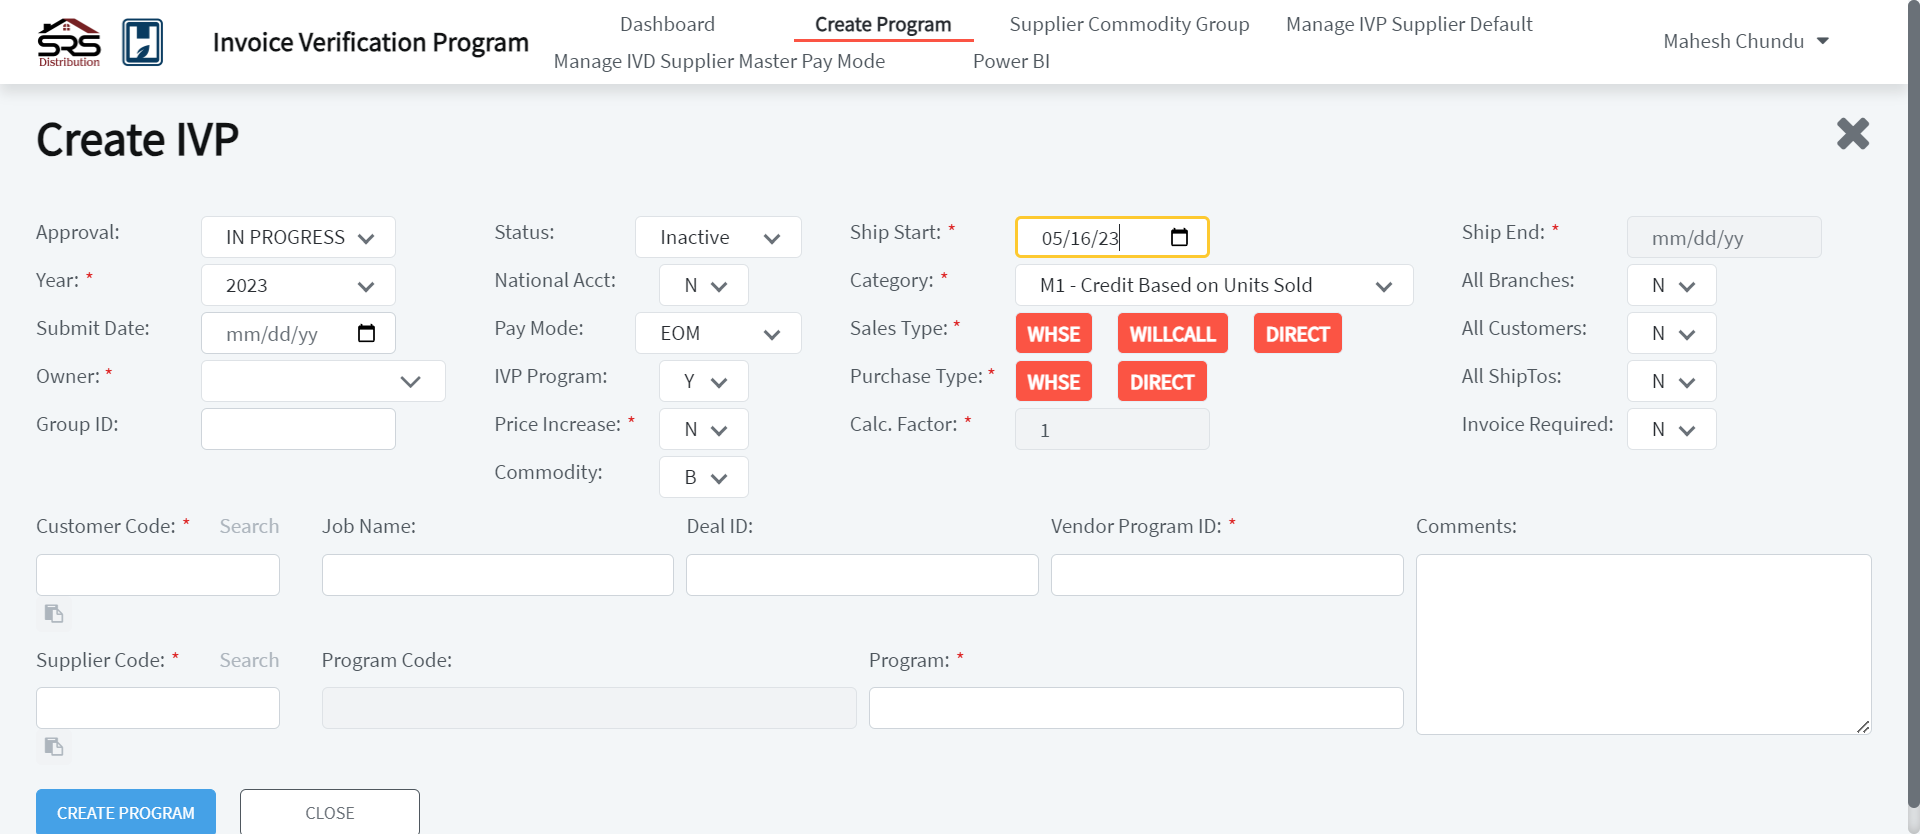 SRS
Distribution
H
Invoice Verification Program
Dashboard
Create Program
Supplier Commodity Group
Manage IVP Supplier Default
Manage IVD Supplier Master Pay Mode
Power BI
Mahesh Chundu
Create IVP
Approval: IN PROGRESS
Status: Inactive
Ship Start: * 05/16/23
Ship End: * mm/dd/yy
Year: * 2023
National Acct: N
Category: * M1 - Credit Based on Units Sold
All Branches: N
Submit Date: mm/dd/yy
Pay Mode: EOM
Sales Type: * WHSE WILLCALL DIRECT
All Customers: N
Owner: *
IVP Program: Y
Purchase Type: * WHSE DIRECT
All ShipTos: N
Group ID:
Price Increase: * N
Calc. Factor: * 1
Invoice Required: N
Commodity: B
Customer Code: * Search
Job Name:
Deal ID:
Vendor Program ID: *
Comments:
Supplier Code: * Search
Program Code:
Program: *
CREATE PROGRAM
CLOSE